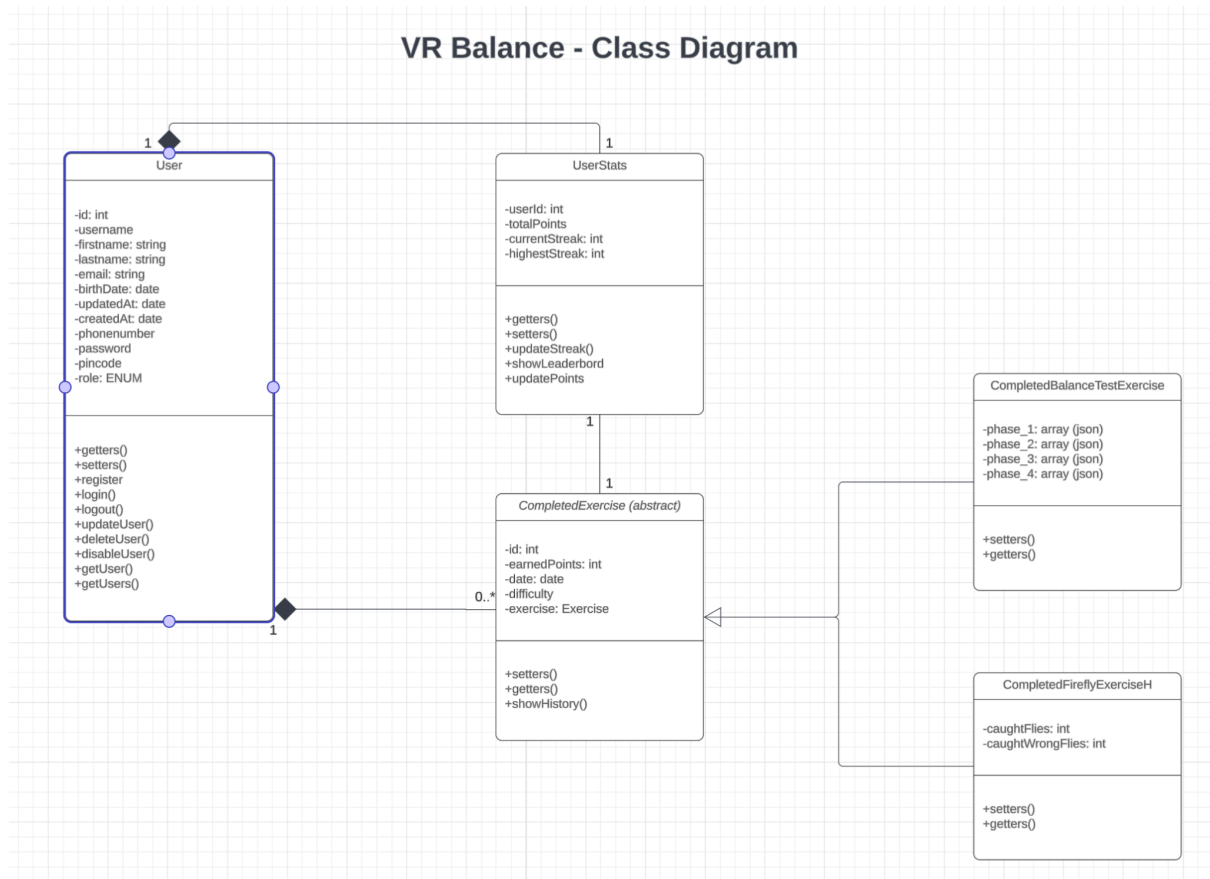 VR Balance - Class Diagram
1
1
User
-id: int
-username
-firstname: string
-lastname: string
-email: string
-birthDate: date
-updatedAt: date
-createdAt: date
-phonenumber
-password
-pincode
-role: ENUM
+getters()
+setters()
+register
+login()
+logout()
+updateUser()
+deleteUser()
+disableUser()
+getUser()
+getUsers()
1
UserStats
-userId: int
-totalPoints
-currentStreak: int
-highestStreak: int
+getters()
+setters()
+updateStreak()
+showLeaderbord
+updatePoints
1
1
0..*
CompletedExercise (abstract)
-id: int
-earnedPoints: int
-date: date
-difficulty
-exercise: Exercise
+setters()
+getters()
+showHistory()
CompletedBalanceTestExercise
-phase_1: array (json)
-phase_2: array (json)
-phase_3: array (json)
-phase_4: array (json)
+setters()
+getters()
CompletedFireflyExerciseH
-caughtFlies: int
-caughtWrongFlies: int
+setters()
+getters()